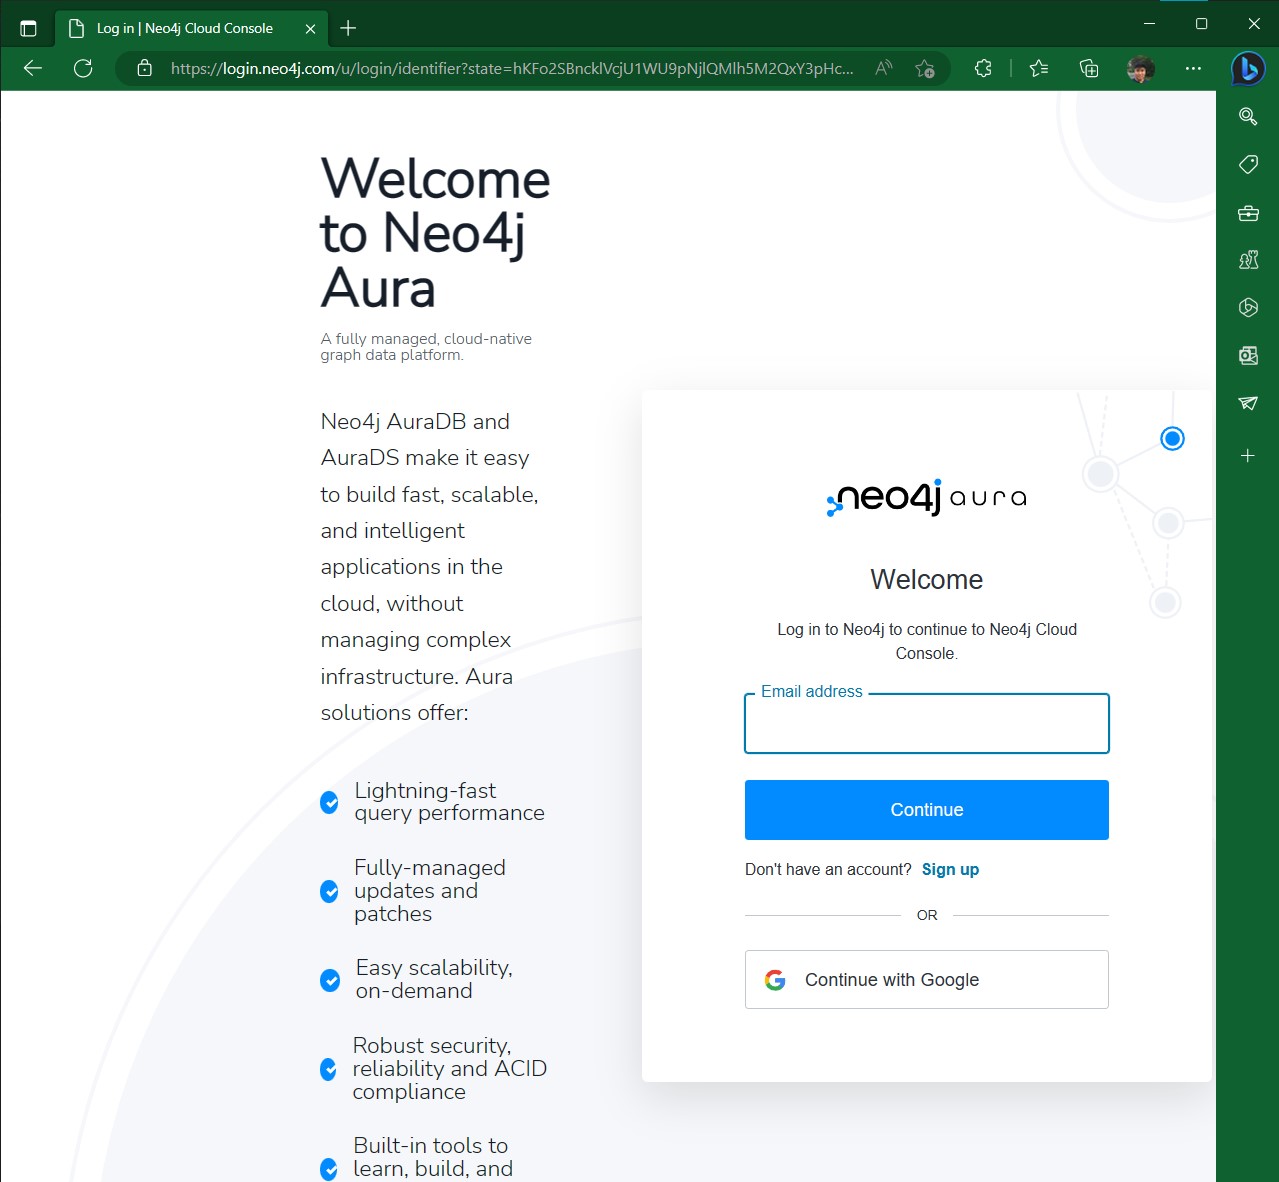 Log in | Neo4j Cloud Console
https://login.neo4j.com/u/login/identifier?state=hKFo2SBncklVcjU1WU9pNjlQMlh5M2QxY3pHc...
Welcome
to Neo4j
Aura
A fully managed, cloud-native
graph data platform.
Neo4j AuraDB and
AuraDS make it easy
to build fast, scalable,
and intelligent
applications in the
cloud, without
managing complex
infrastructure. Aura
solutions offer:
Lightning-fast
query performance
Fully-managed
updates and
patches
Easy scalability,
on-demand
Robust security,
reliability and ACID
compliance
Built-in tools to
learn, build, and
neo4j aura
Welcome
Log in to Neo4j to continue to Neo4j Cloud
Console.
Email address
Continue
Don't have an account? Sign up
OR
Continue with Google